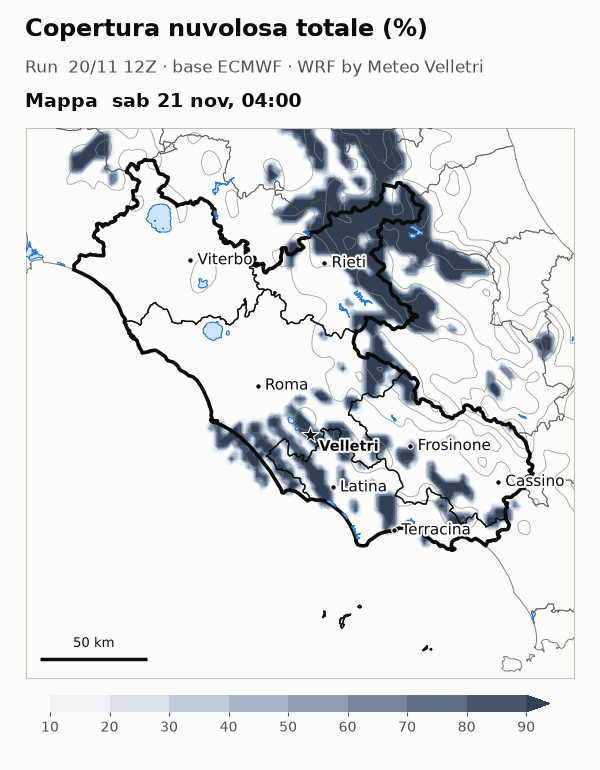 Copertura nuvolosa totale (%)
Run  20/11 12Z · base ECMWF · WRF by Meteo Velletri
Mappa  sab 21 nov, 04:00
Viterbo
Rieti
Roma
Velletri
Frosinone
Latina
Cassino
Terracina
50 km
10 20 30 40 50 60 70 80 90